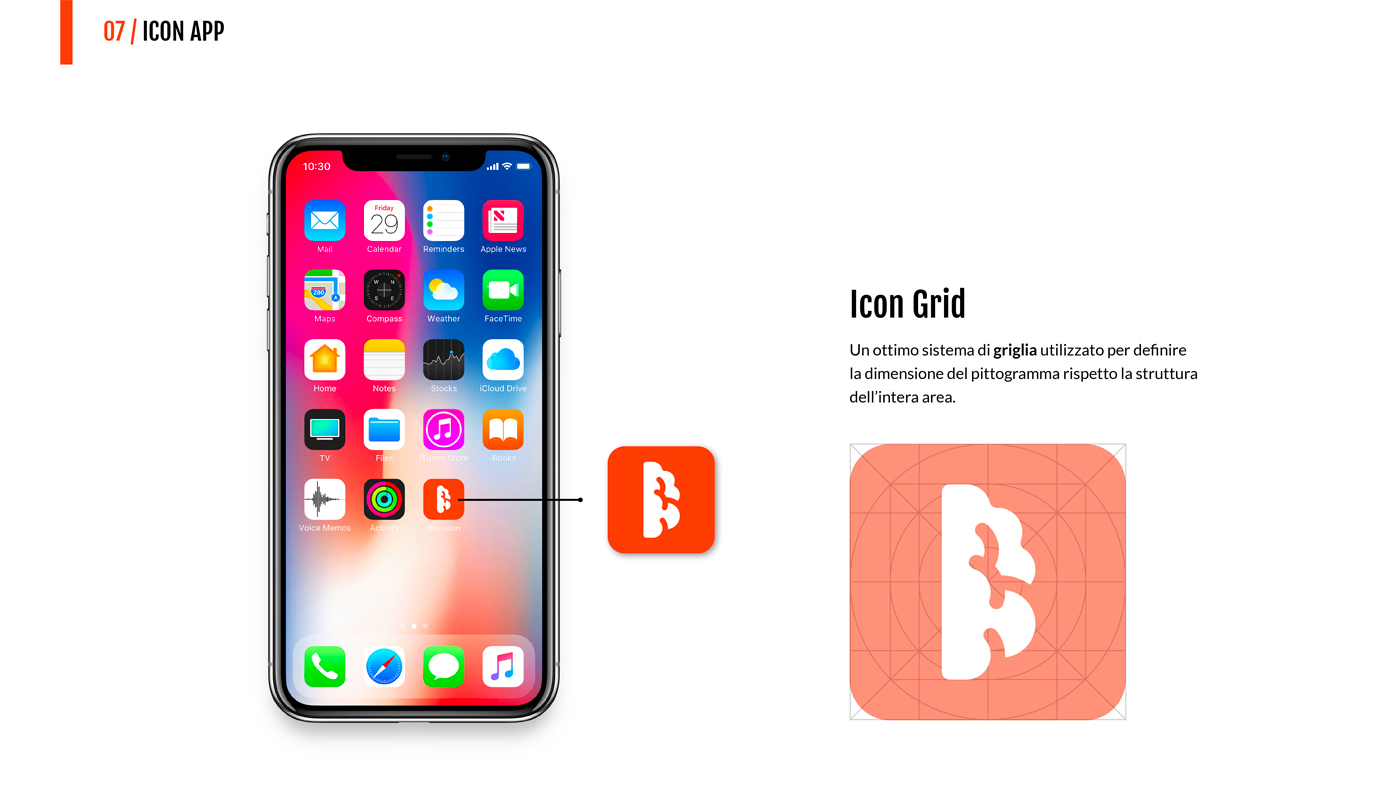 07 / ICON APP
10:30
Friday
29
Mail
Calendar
Reminders
Apple News
280
W N
S E
Maps
Compass
Weather
FaceTime
Home
Notes
Stocks
iCloud Drive
TV
Files
iTunes Store
iBooks
Voice Memos
Activity
Icon Grid
Un ottimo sistema di griglia utilizzato per definire
la dimensione del pittogramma rispetto la struttura
dell’intera area.